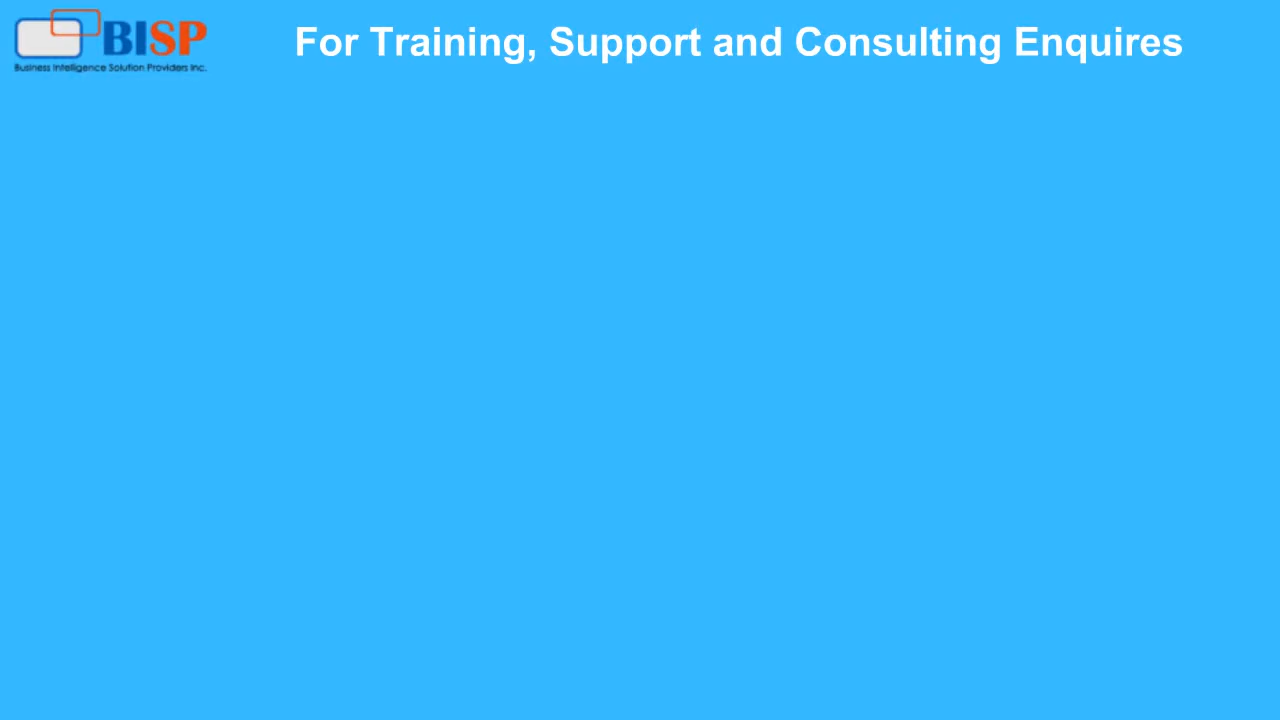 BISP
Business Intelligence Solution Providers Inc.
For Training, Support and Consulting Enquires